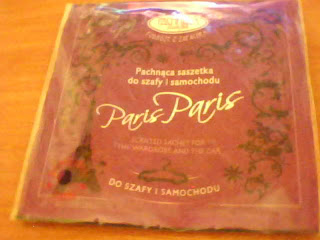 Pachnąca saszetka
do szafy i samochodu
Paris Paris
SCENTED SACHET FOR
THE WARDROBE AND THE CAR
DO SZAFY I SAMOCHODU